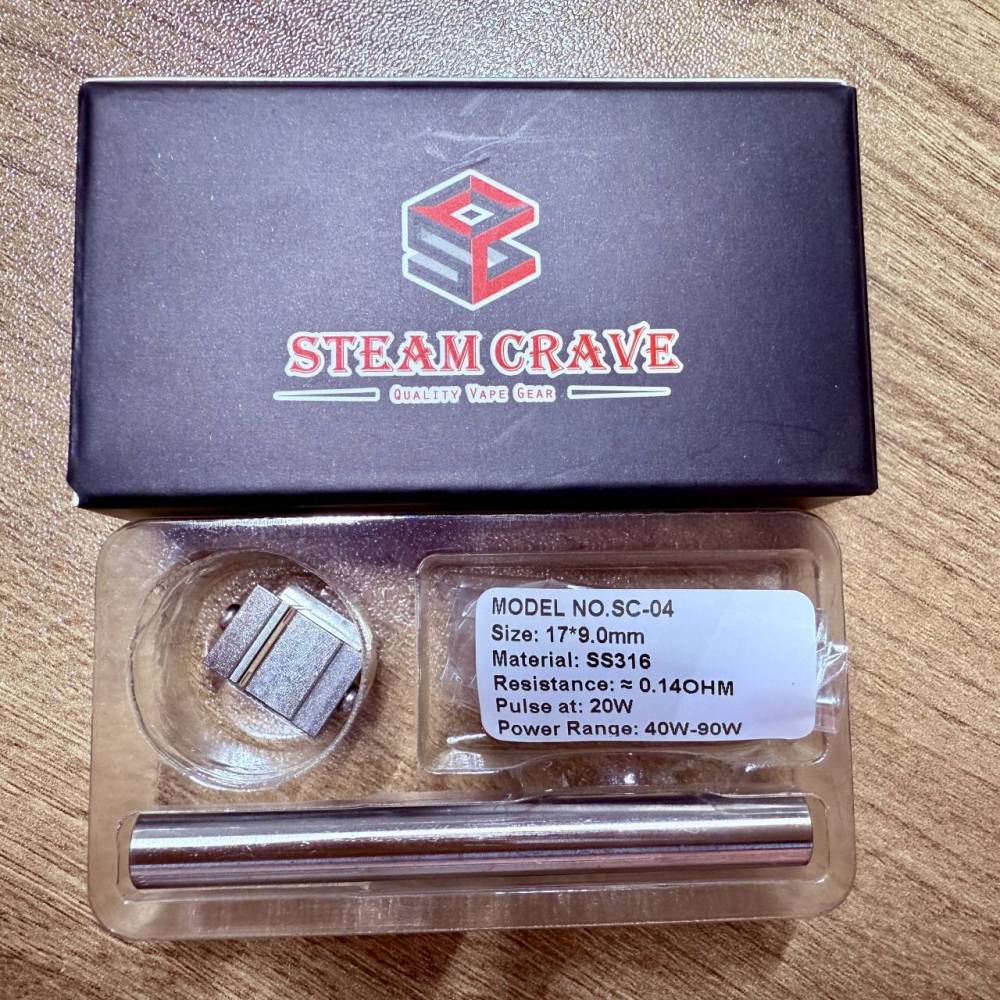 STEAM CRAVE
QUALITY VAPE GEAR
MODEL NO.SC-04
Size: 17*9.0mm
Material: SS316
Resistance: ≈ 0.14OHM
Pulse at: 20W
Power Range: 40W-90W